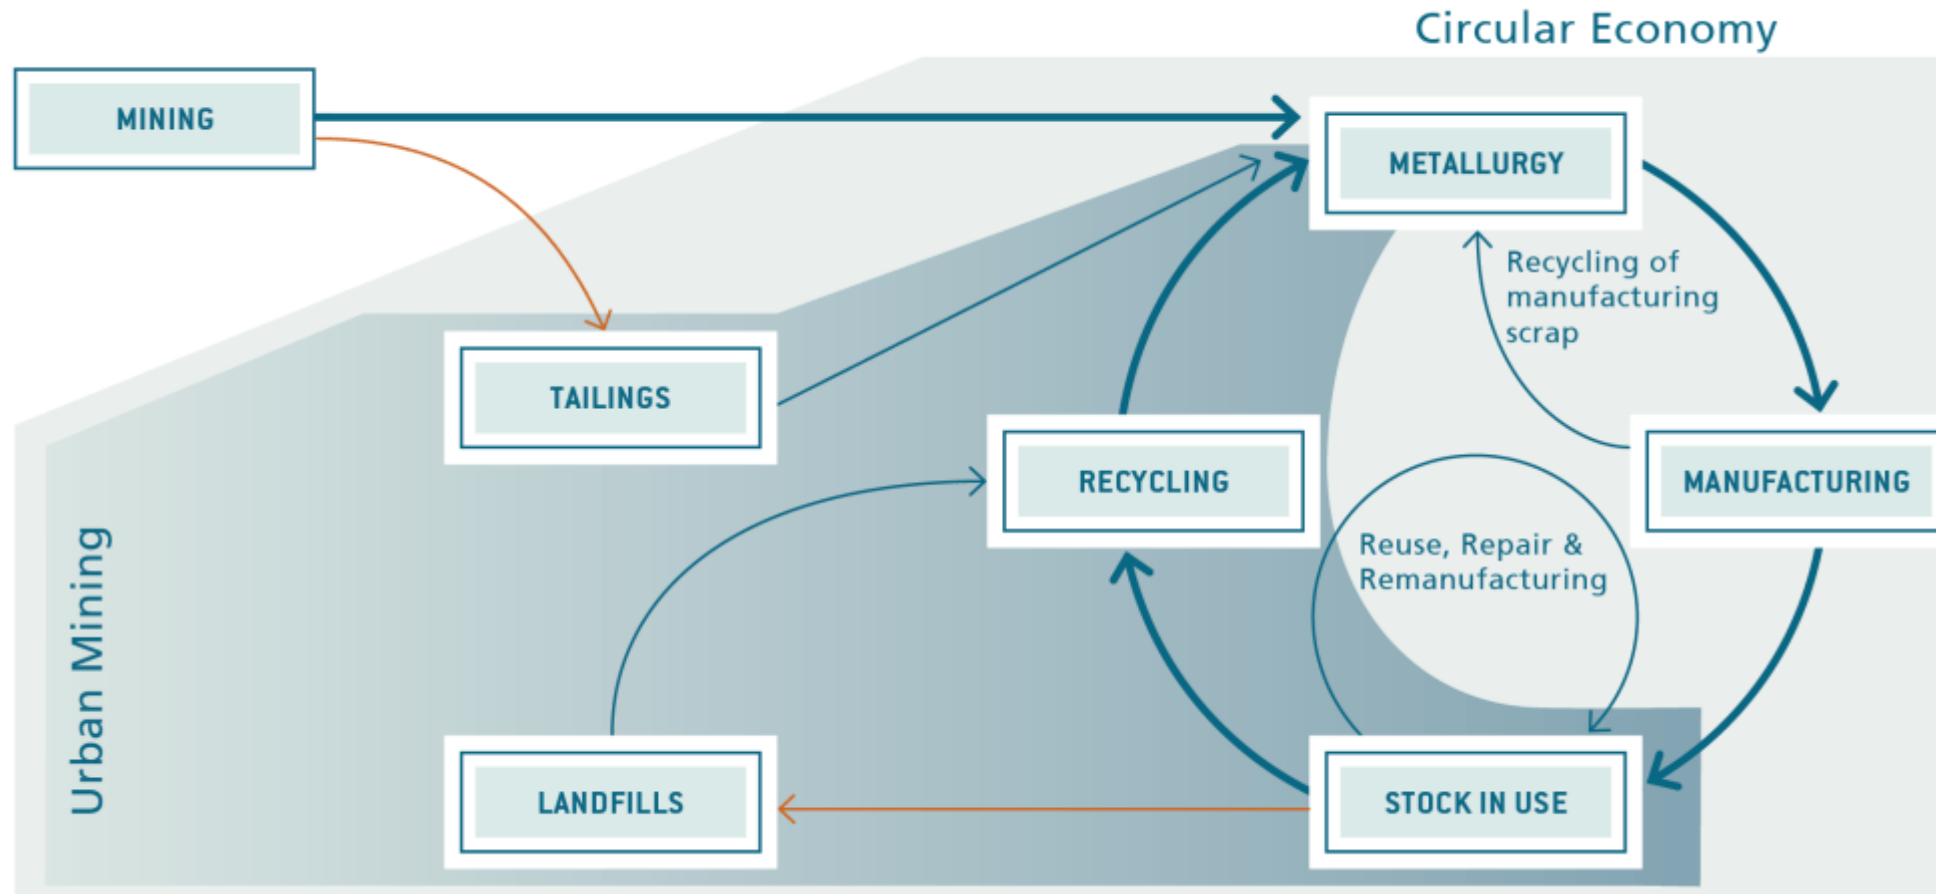 Circular Economy
MINING
METALLURGY
Recycling of
manufacturing
scrap
TAILINGS
RECYCLING
MANUFACTURING
Reuse, Repair &
Remanufacturing
Urban Mining
LANDFILLS
STOCK IN USE